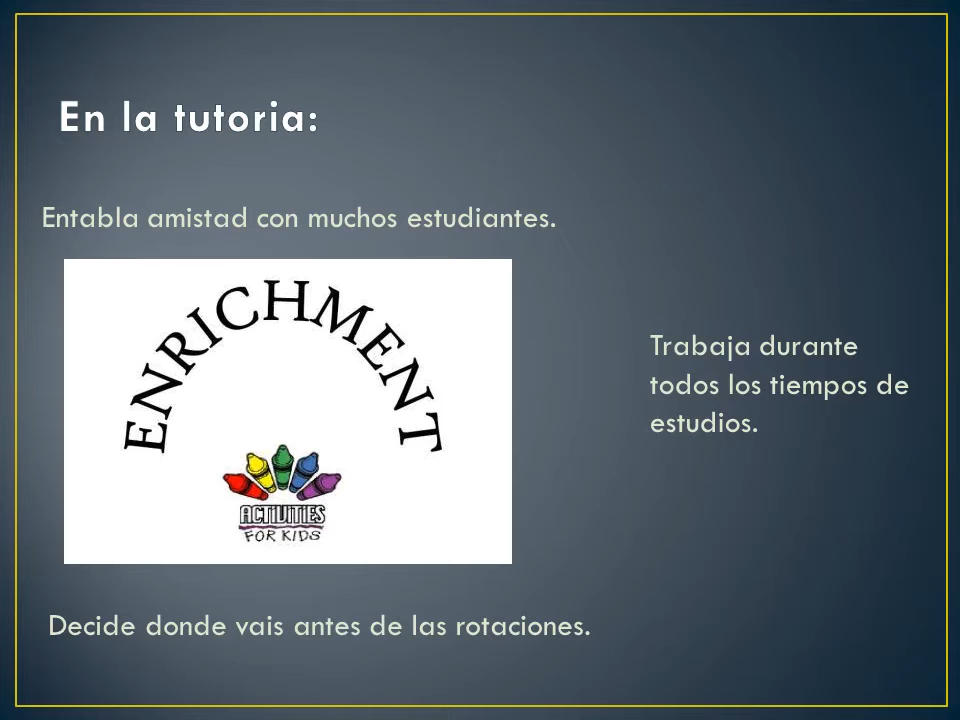 En la tutoria:
Entabla amistad con muchos estudiantes.
ENRICHMENT
ACTIVITIES
FOR KIDS
Trabaja durante
todos los tiempos de
estudios.
Decide donde vais antes de las rotaciones.